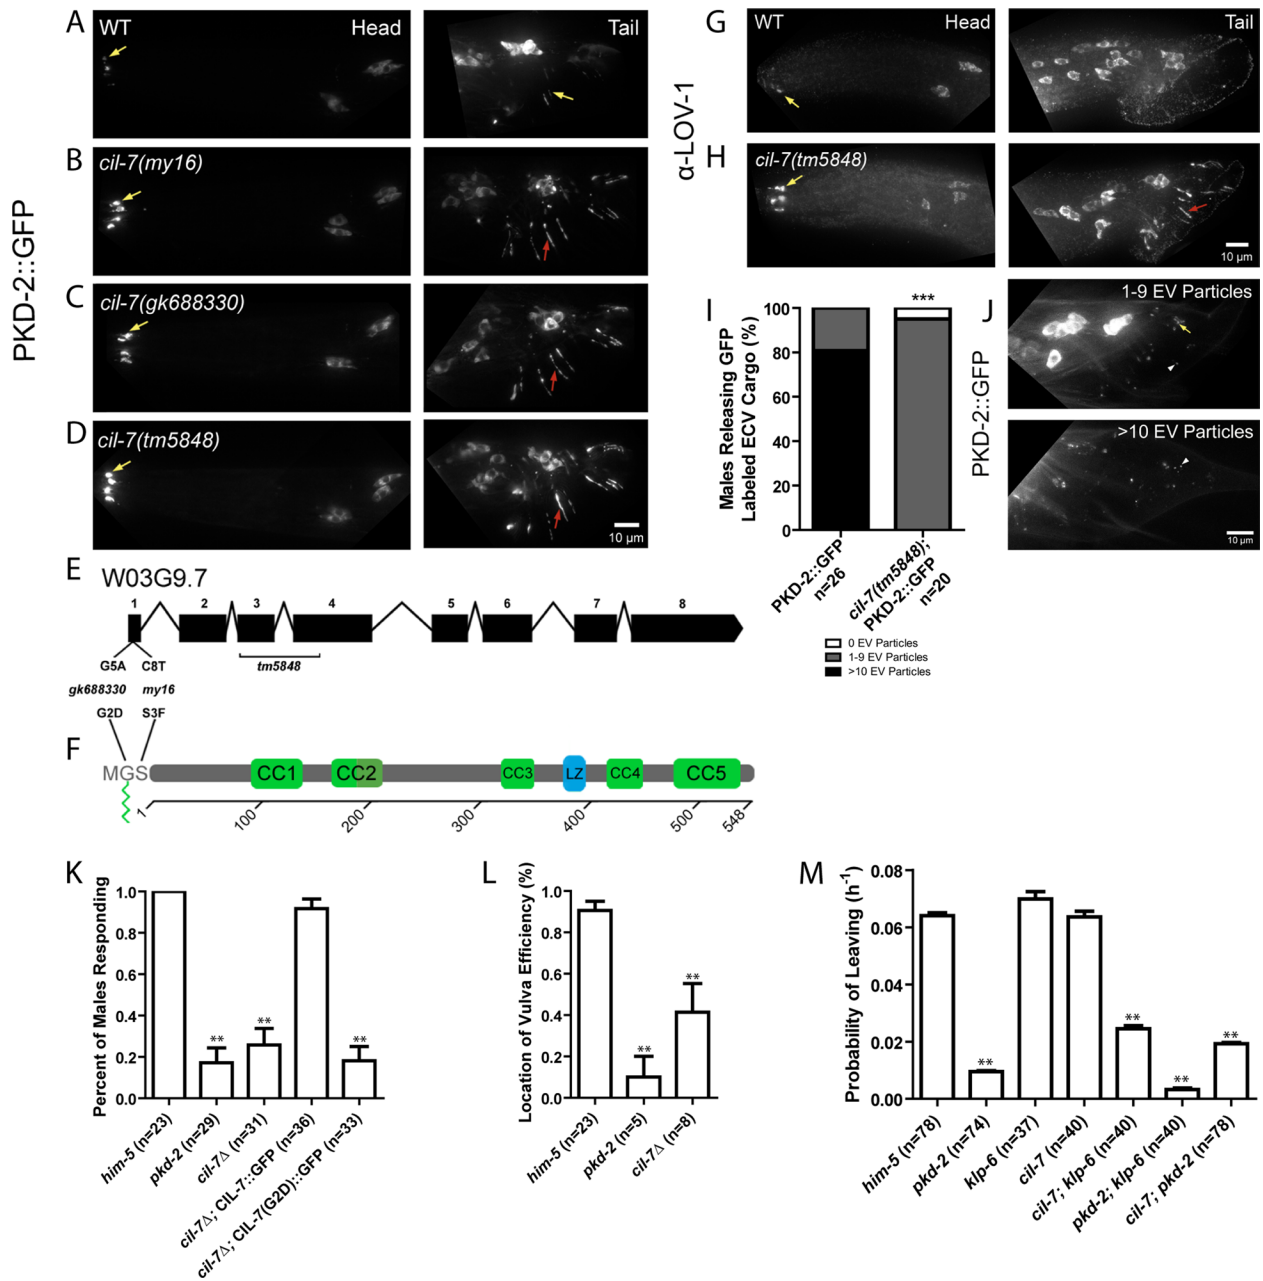 A
WT
Head
Tail
B
cil-7(my16)
C
cil-7(gk688330)
D
cil-7(tm5848)
10 µm
PKD-2::GFP
G
WT
Head
Tail
H
cil-7(tm5848)
10 µm
α-LOV-1
I
***
100
80
60
40
20
0
Males Releasing GFP
Labeled ECV Cargo (%)
PKD-2::GFP
n=26
cil-7(tm5848);
PKD-2::GFP
n=20
0 EV Particles
1-9 EV Particles
>10 EV Particles
J
1-9 EV Particles
>10 EV Particles
10 µm
PKD-2::GFP
E
W03G9.7
1 2 3 4 5 6 7 8
G5A C8T tm5848
gk688330 my16
G2D S3F
F
MGS CC1 CC2 CC3 LZ CC4 CC5
1 100 200 300 400 500 548
K
Percent of Males Responding
1.0
0.8
0.6
0.4
0.2
0.0
** ** **
him-5 (n=23)
pkd-2 (n=29)
cil-7Δ (n=31)
cil-7Δ; CIL-7::GFP (n=36)
cil-7Δ; CIL-7(G2D)::GFP (n=33)
L
Location of Vulva Efficiency (%)
1.0
0.8
0.6
0.4
0.2
0.0
** **
him-5 (n=23)
pkd-2 (n=5)
cil-7Δ (n=8)
M
Probability of Leaving (h⁻¹)
0.08
0.06
0.04
0.02
0.00
** ** ** **
him-5 (n=78)
pkd-2 (n=74)
klp-6 (n=37)
cil-7 (n=40)
cil-7; klp-6 (n=40)
pkd-2; klp-6 (n=40)
cil-7; pkd-2 (n=78)